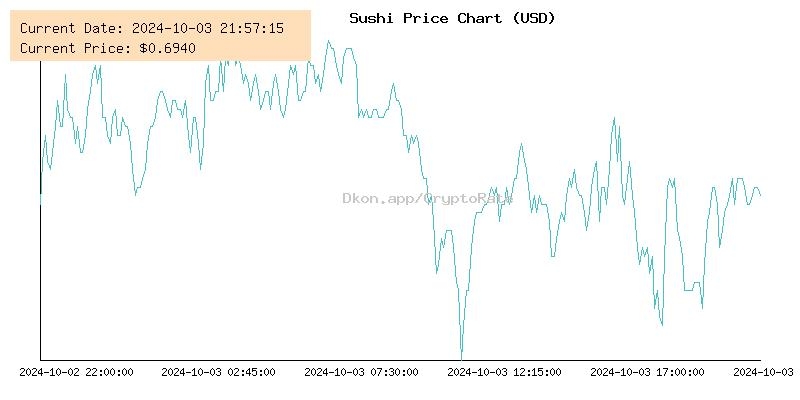 Sushi Price Chart (USD)
Current Date: 2024-10-03 21:57:15
Current Price: $0.6940
Dkon.app/CryptoRate
2024-10-02 22:00:00 2024-10-03 02:45:00 2024-10-03 07:30:00 2024-10-03 12:15:00 2024-10-03 17:00:00 2024-10-03